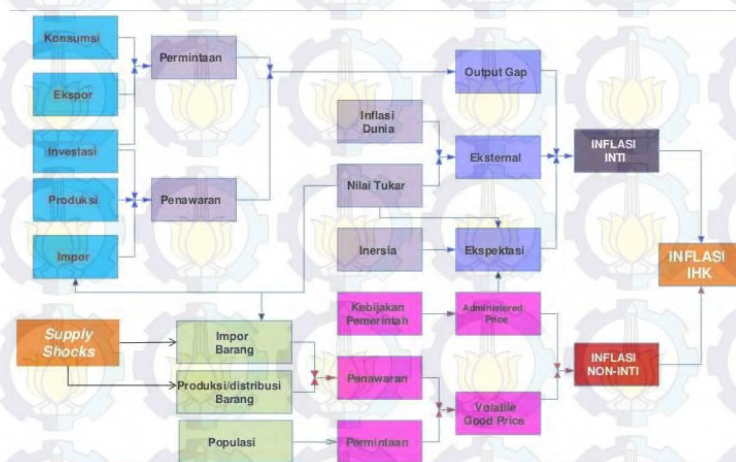 Konsumsi
Permintaan
Ekspor
Investasi
Produksi
Penawaran
Impor
Output Gap
Inflasi
Dunia
Eksternal
Nilai Tukar
Inersia
Ekspektasi
INFLASI
INTI
INFLASI
IHK
Kebijakan
Pemerintah
Administered
Price
Supply
Shocks
Impor
Barang
Produksi/distribusi
Barang
Populasi
Penawaran
Permintaan
Volatile
Good Price
INFLASI
NON-INTI